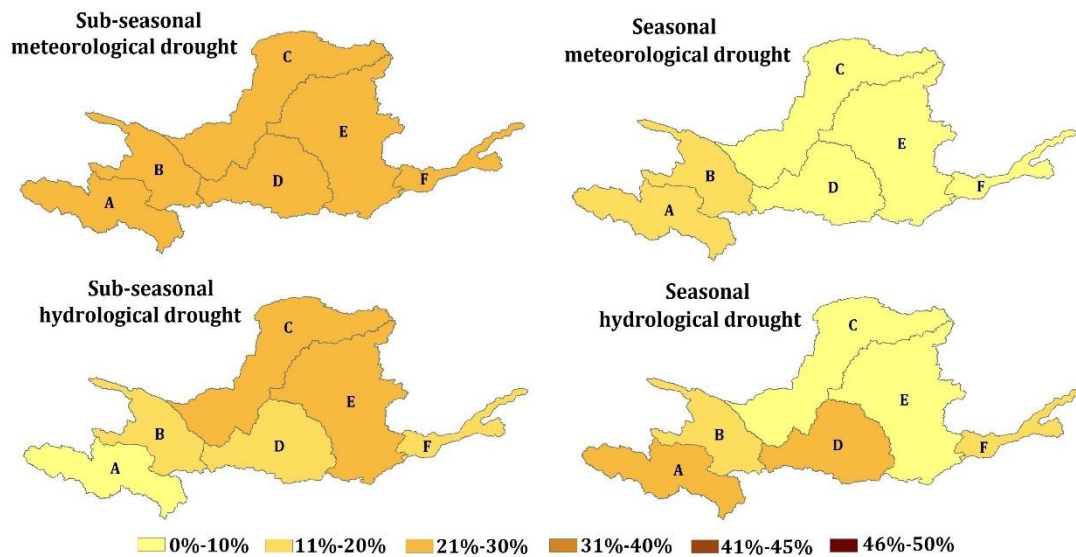 Sub-seasonal
meteorological drought
C
E
B
D
F
A
Seasonal
meteorological drought
C
E
B
D
F
A
Sub-seasonal
hydrological drought
C
E
B
D
F
A
Seasonal
hydrological drought
C
E
B
D
F
A
0%-10% 11%-20% 21%-30% 31%-40% 41%-45% 46%-50%